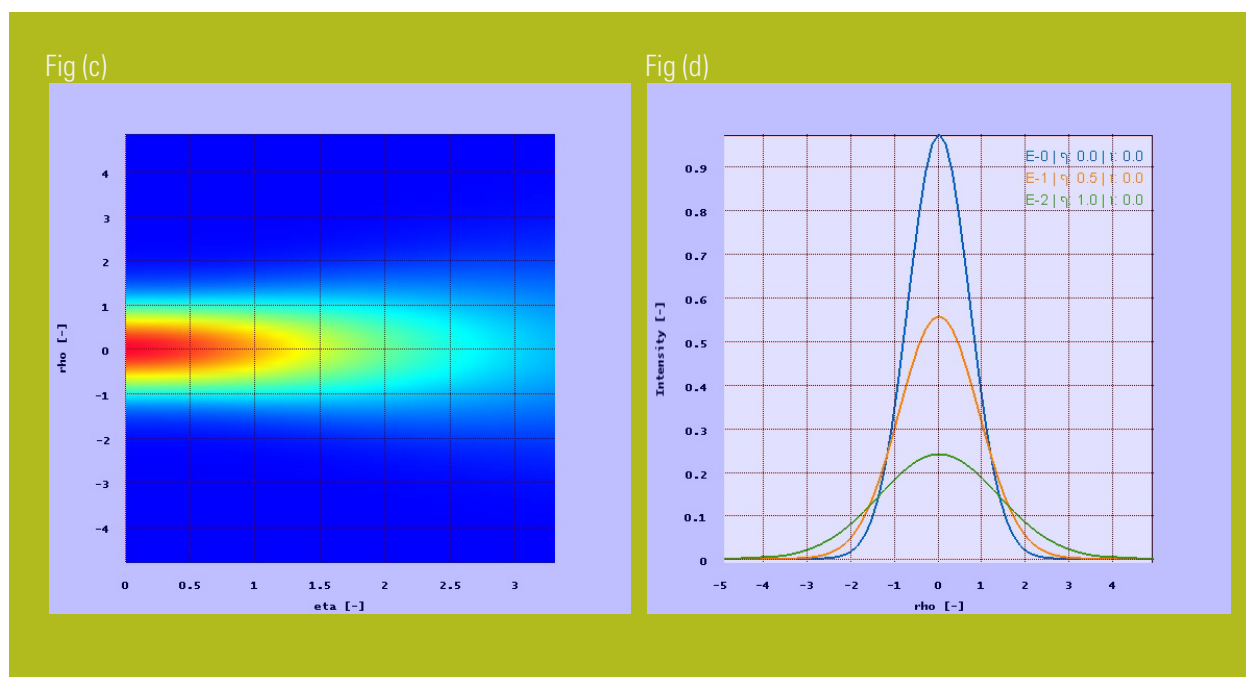 Fig (c)
4
3
2
1
0
-1
-2
-3
-4
rho [-]
0 0.5 1 1.5 2 2.5 3
eta [-]
Fig (d)
E-0 | η: 0.0 | τ: 0.0
E-1 | η: 0.5 | τ: 0.0
E-2 | η: 1.0 | τ: 0.0
0.9
0.8
0.7
0.6
0.5
0.4
0.3
0.2
0.1
0
Intensity [-]
-5 -4 -3 -2 -1 0 1 2 3 4
rho [-]